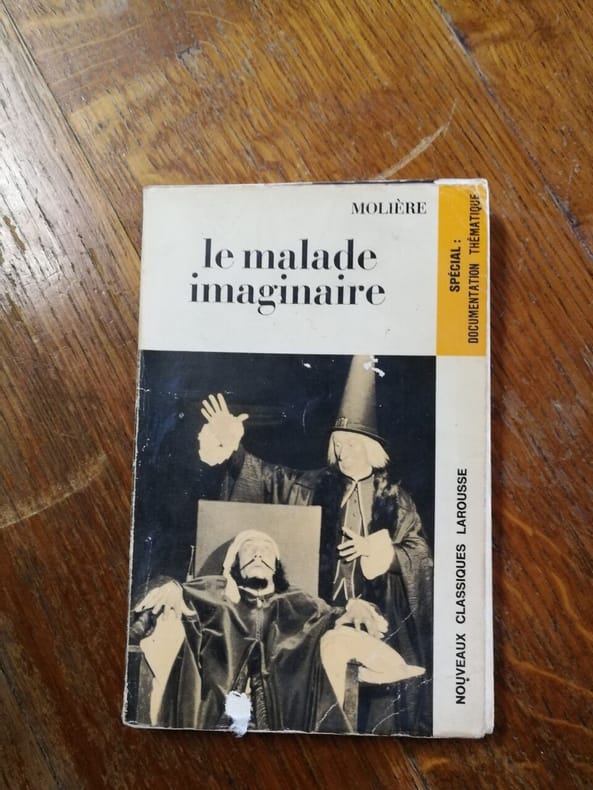 MOLIÈRE
le malade
imaginaire
SPÉCIAL :
DOCUMENTATION THÉMATIQUE
NOUVEAUX CLASSIQUES LAROUSSE